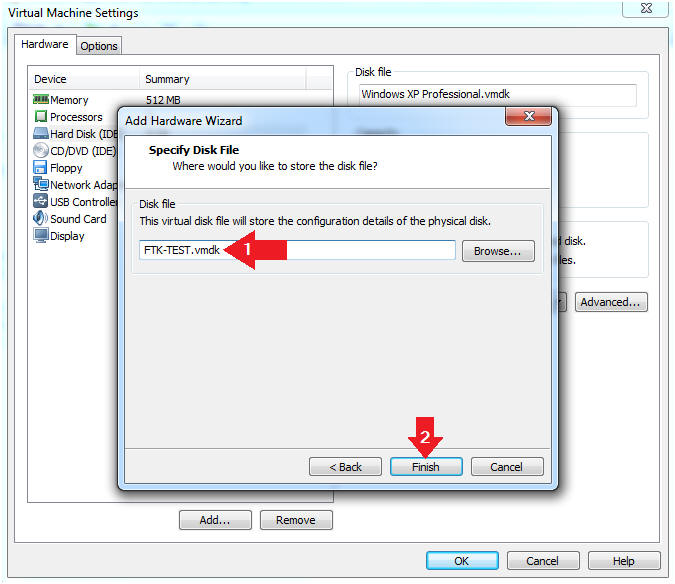 Virtual Machine Settings
Hardware
Options
Device
Summary
Memory
512 MB
Processors
Hard Disk (IDE
CD/DVD (IDE)
Floppy
Network Adap
USB Controlle
Sound Card
Display
Disk file
Windows XP Professional.vmdk
Add Hardware Wizard
Specify Disk File
Where would you like to store the disk file?
Disk file
This virtual disk file will store the configuration details of the physical disk.
FTK-TEST.vmdk
1
Browse...
disk.
les.
Advanced...
2
< Back
Finish
Cancel
Add...
Remove
OK
Cancel
Help